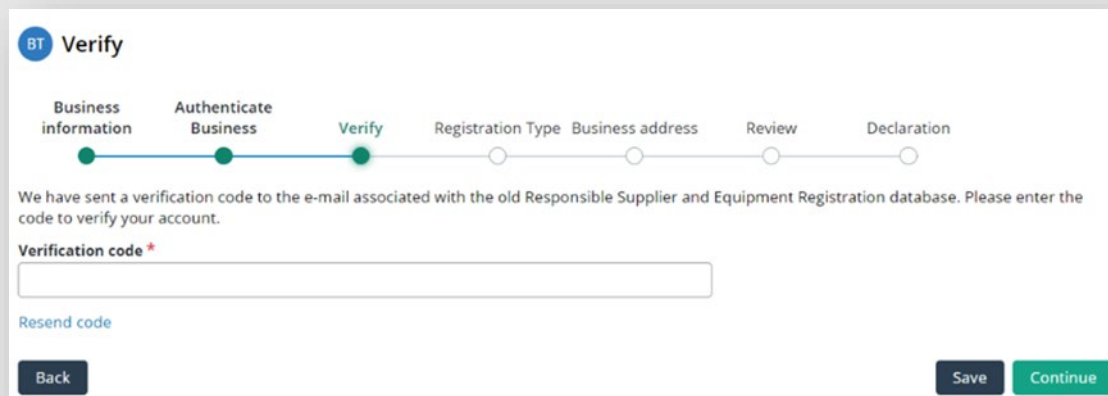 BT Verify
Business information
Authenticate Business
Verify
Registration Type
Business address
Review
Declaration
We have sent a verification code to the e-mail associated with the old Responsible Supplier and Equipment Registration database. Please enter the
code to verify your account.
Verification code *
Resend code
Back
Save
Continue